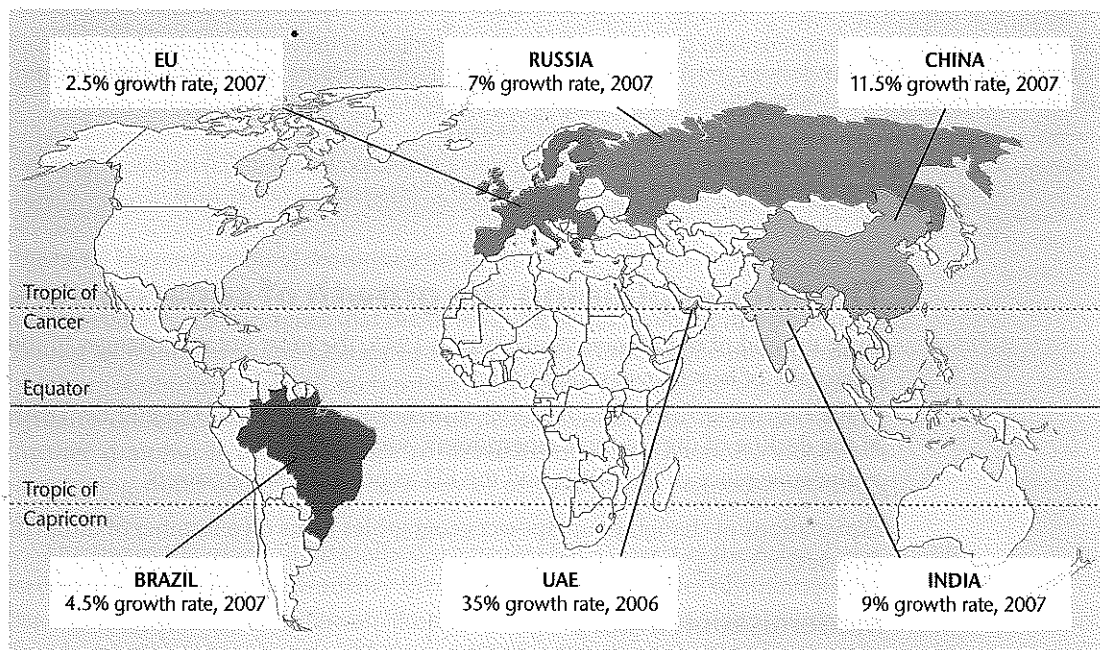 EU
2.5% growth rate, 2007
RUSSIA
7% growth rate, 2007
CHINA
11.5% growth rate, 2007
Tropic of
Cancer
Equator
Tropic of
Capricorn
BRAZIL
4.5% growth rate, 2007
UAE
35% growth rate, 2006
INDIA
9% growth rate, 2007